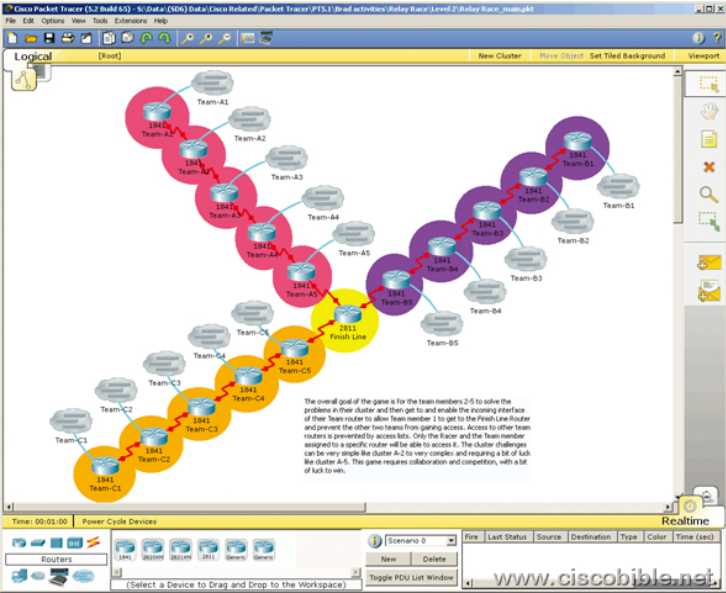 Cisco Packet Tracer (5.2 Build 65) - S:\Data\(SD6) Data\Cisco Related\Packet Tracer\PT5.1\Brad activities\Relay Race\Level 2\Relay Race_main.pkt
File Edit Options View Tools Extensions Help
Logical [Root] New Cluster Move Object Set Tiled Background Viewport
Team-A1
1841
Team-A1
Team-A2
1841
Team-A2
Team-A3
1841
Team-A3
Team-A4
1841
Team-A4
Team-A5
1841
Team-A5
1841
Team-B1
Team-B1
1841
Team-B2
Team-B2
1841
Team-B3
Team-B3
1841
Team-B4
Team-B4
1841
Team-B5
Team-B5
2811
Finish Line
Team-C5
1841
Team-C5
Team-C4
1841
Team-C4
Team-C3
1841
Team-C3
Team-C2
1841
Team-C2
Team-C1
1841
Team-C1
The overall goal of the game is for the team members 2-5 to solve the
problems in their cluster and then get to and enable the incoming interface
of their Team router to allow Team member 1 to get to the Finish Line Router
and prevent the other two teams from gaining access. Access to other team
routers is prevented by access lists. Only the Racer and the Team member
assigned to a specific router will be able to access it. The cluster challenges
can be very simple like cluster A-2 to very complex and requiring a bit of luck
like cluster A-5. This game requires collaboration and competition, with a bit
of luck to win.
Time: 00:01:00 Power Cycle Devices Realtime
Routers
1841 2620XM 2621XM 2811 Generic Generic
(Select a Device to Drag and Drop to the Workspace)
Scenario 0
New Delete
Toggle PDU List Window
Fire Last Status Source Destination Type Color Time (sec)
www.ciscobible.net